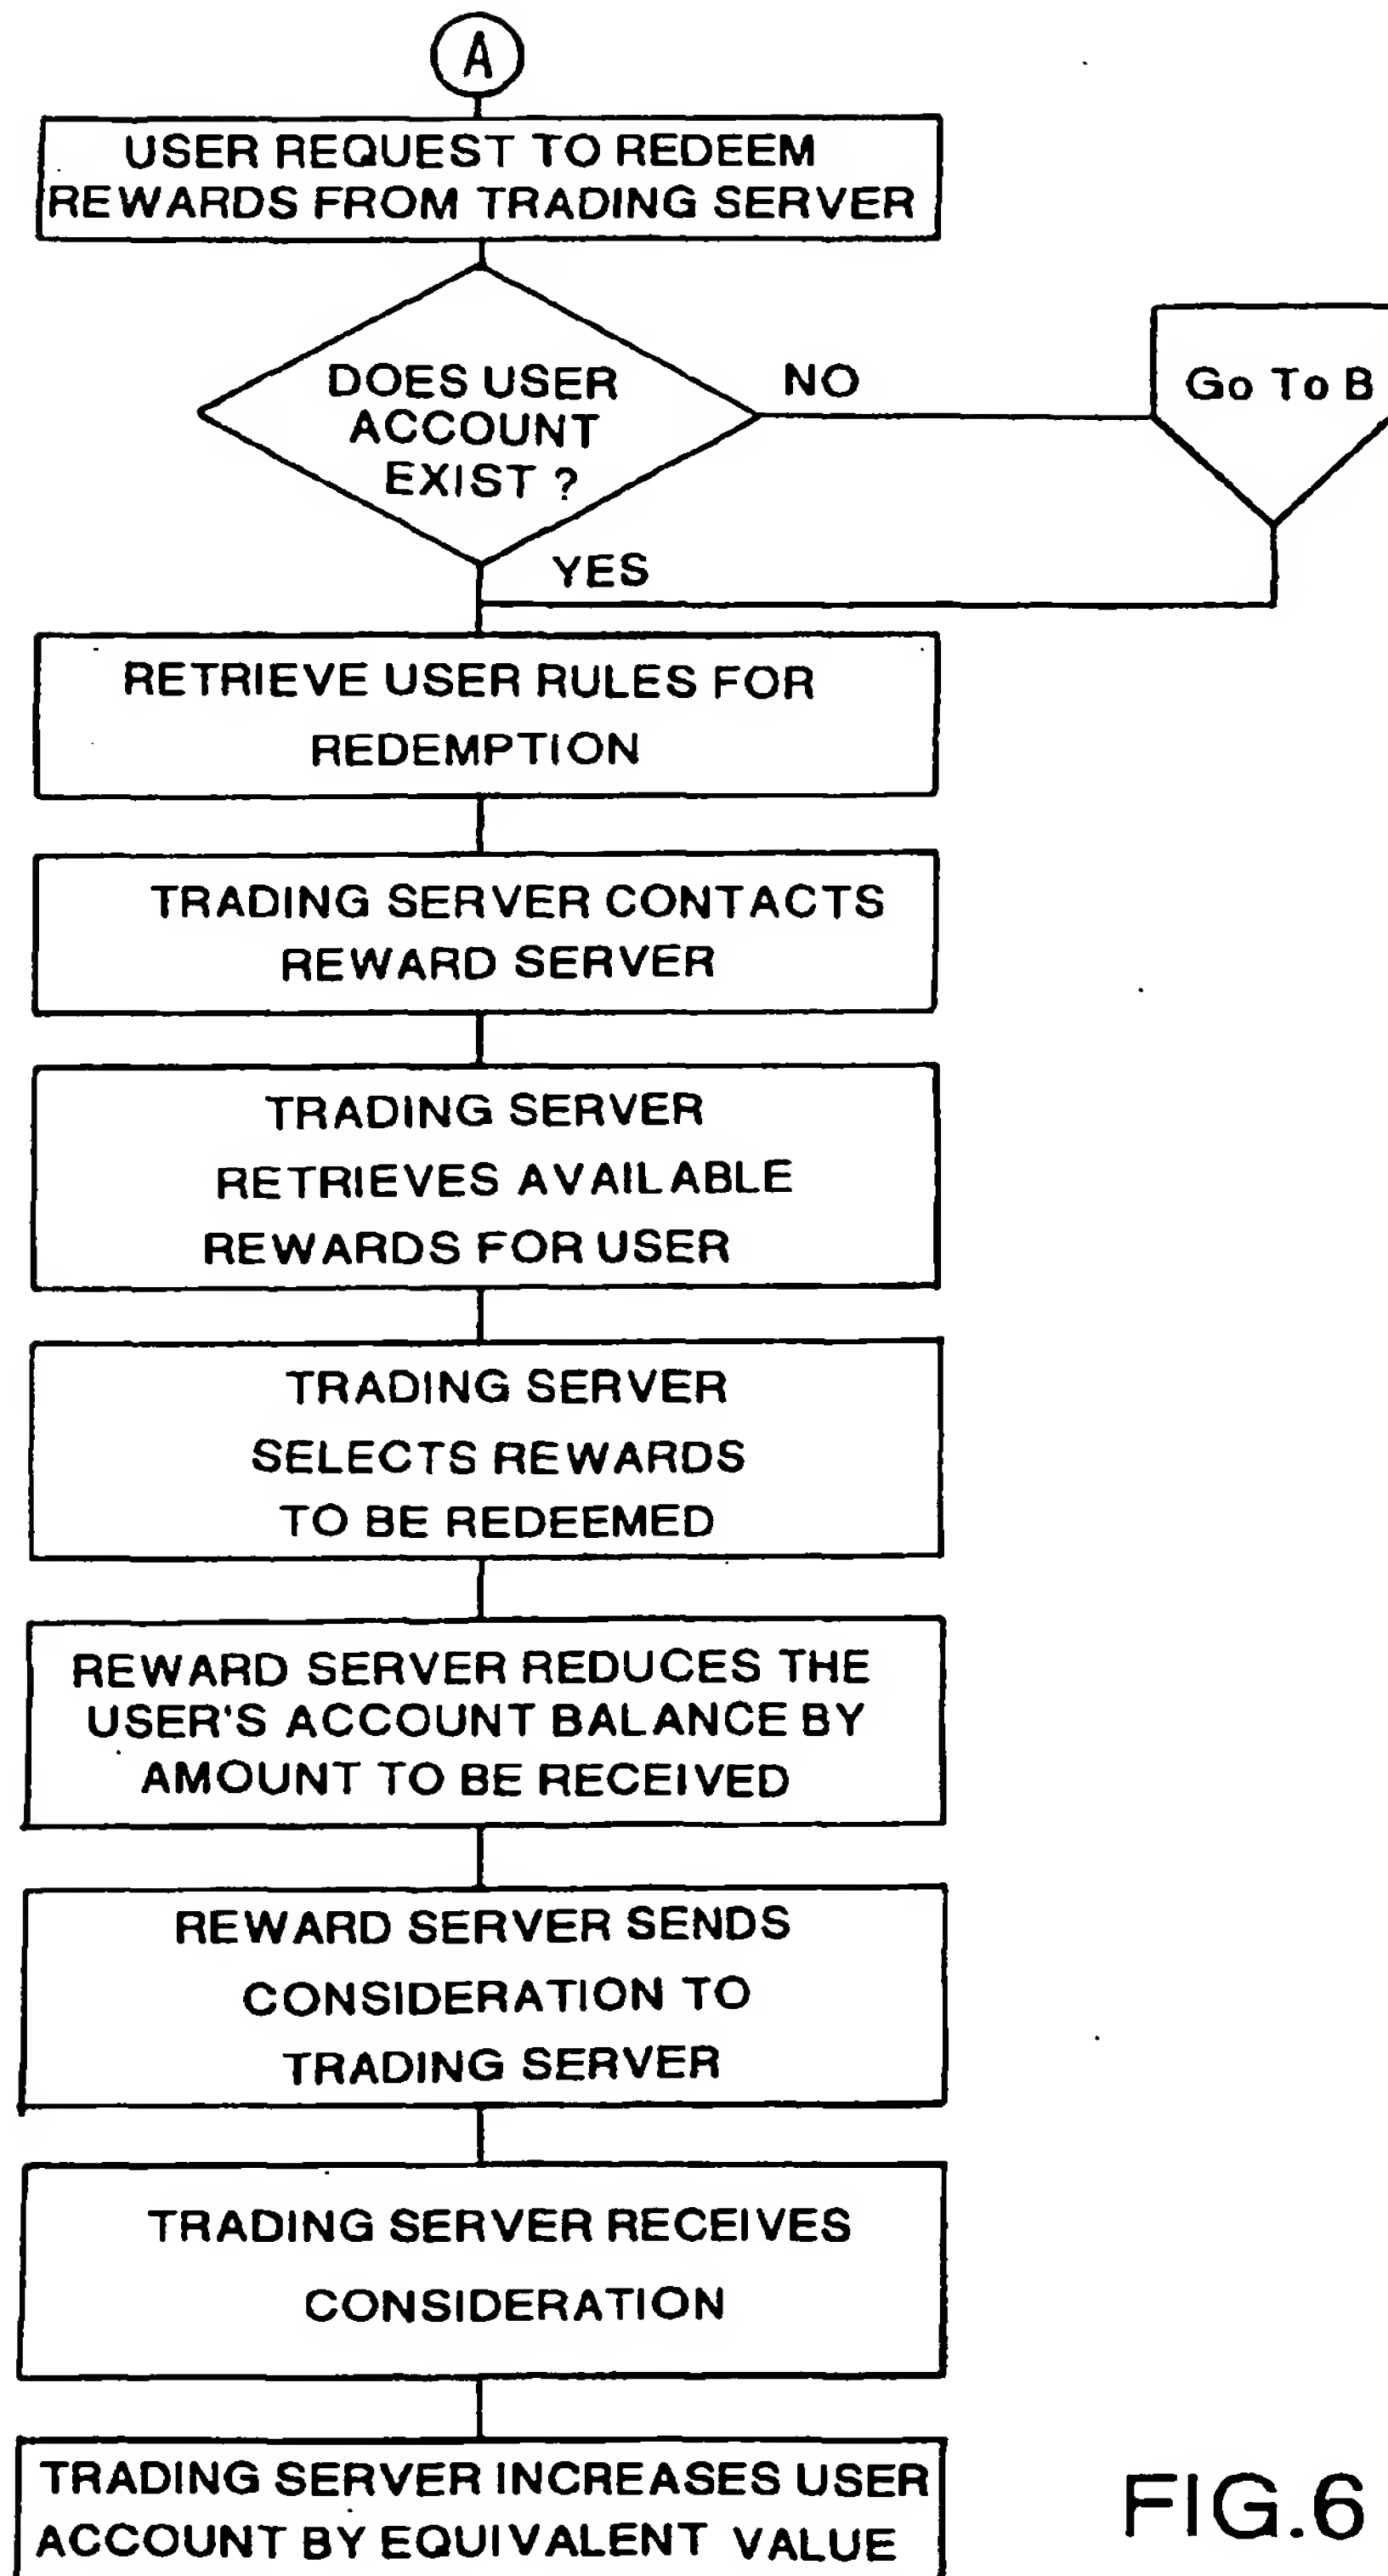 A
USER REQUEST TO REDEEM
REWARDS FROM TRADING SERVER
DOES USER
ACCOUNT
EXIST ?
NO
Go To B
YES
RETRIEVE USER RULES FOR
REDEMPTION
TRADING SERVER CONTACTS
REWARD SERVER
TRADING SERVER
RETRIEVES AVAILABLE
REWARDS FOR USER
TRADING SERVER
SELECTS REWARDS
TO BE REDEEMED
REWARD SERVER REDUCES THE
USER'S ACCOUNT BALANCE BY
AMOUNT TO BE RECEIVED
REWARD SERVER SENDS
CONSIDERATION TO
TRADING SERVER
TRADING SERVER RECEIVES
CONSIDERATION
TRADING SERVER INCREASES USER
ACCOUNT BY EQUIVALENT VALUE
FIG.6